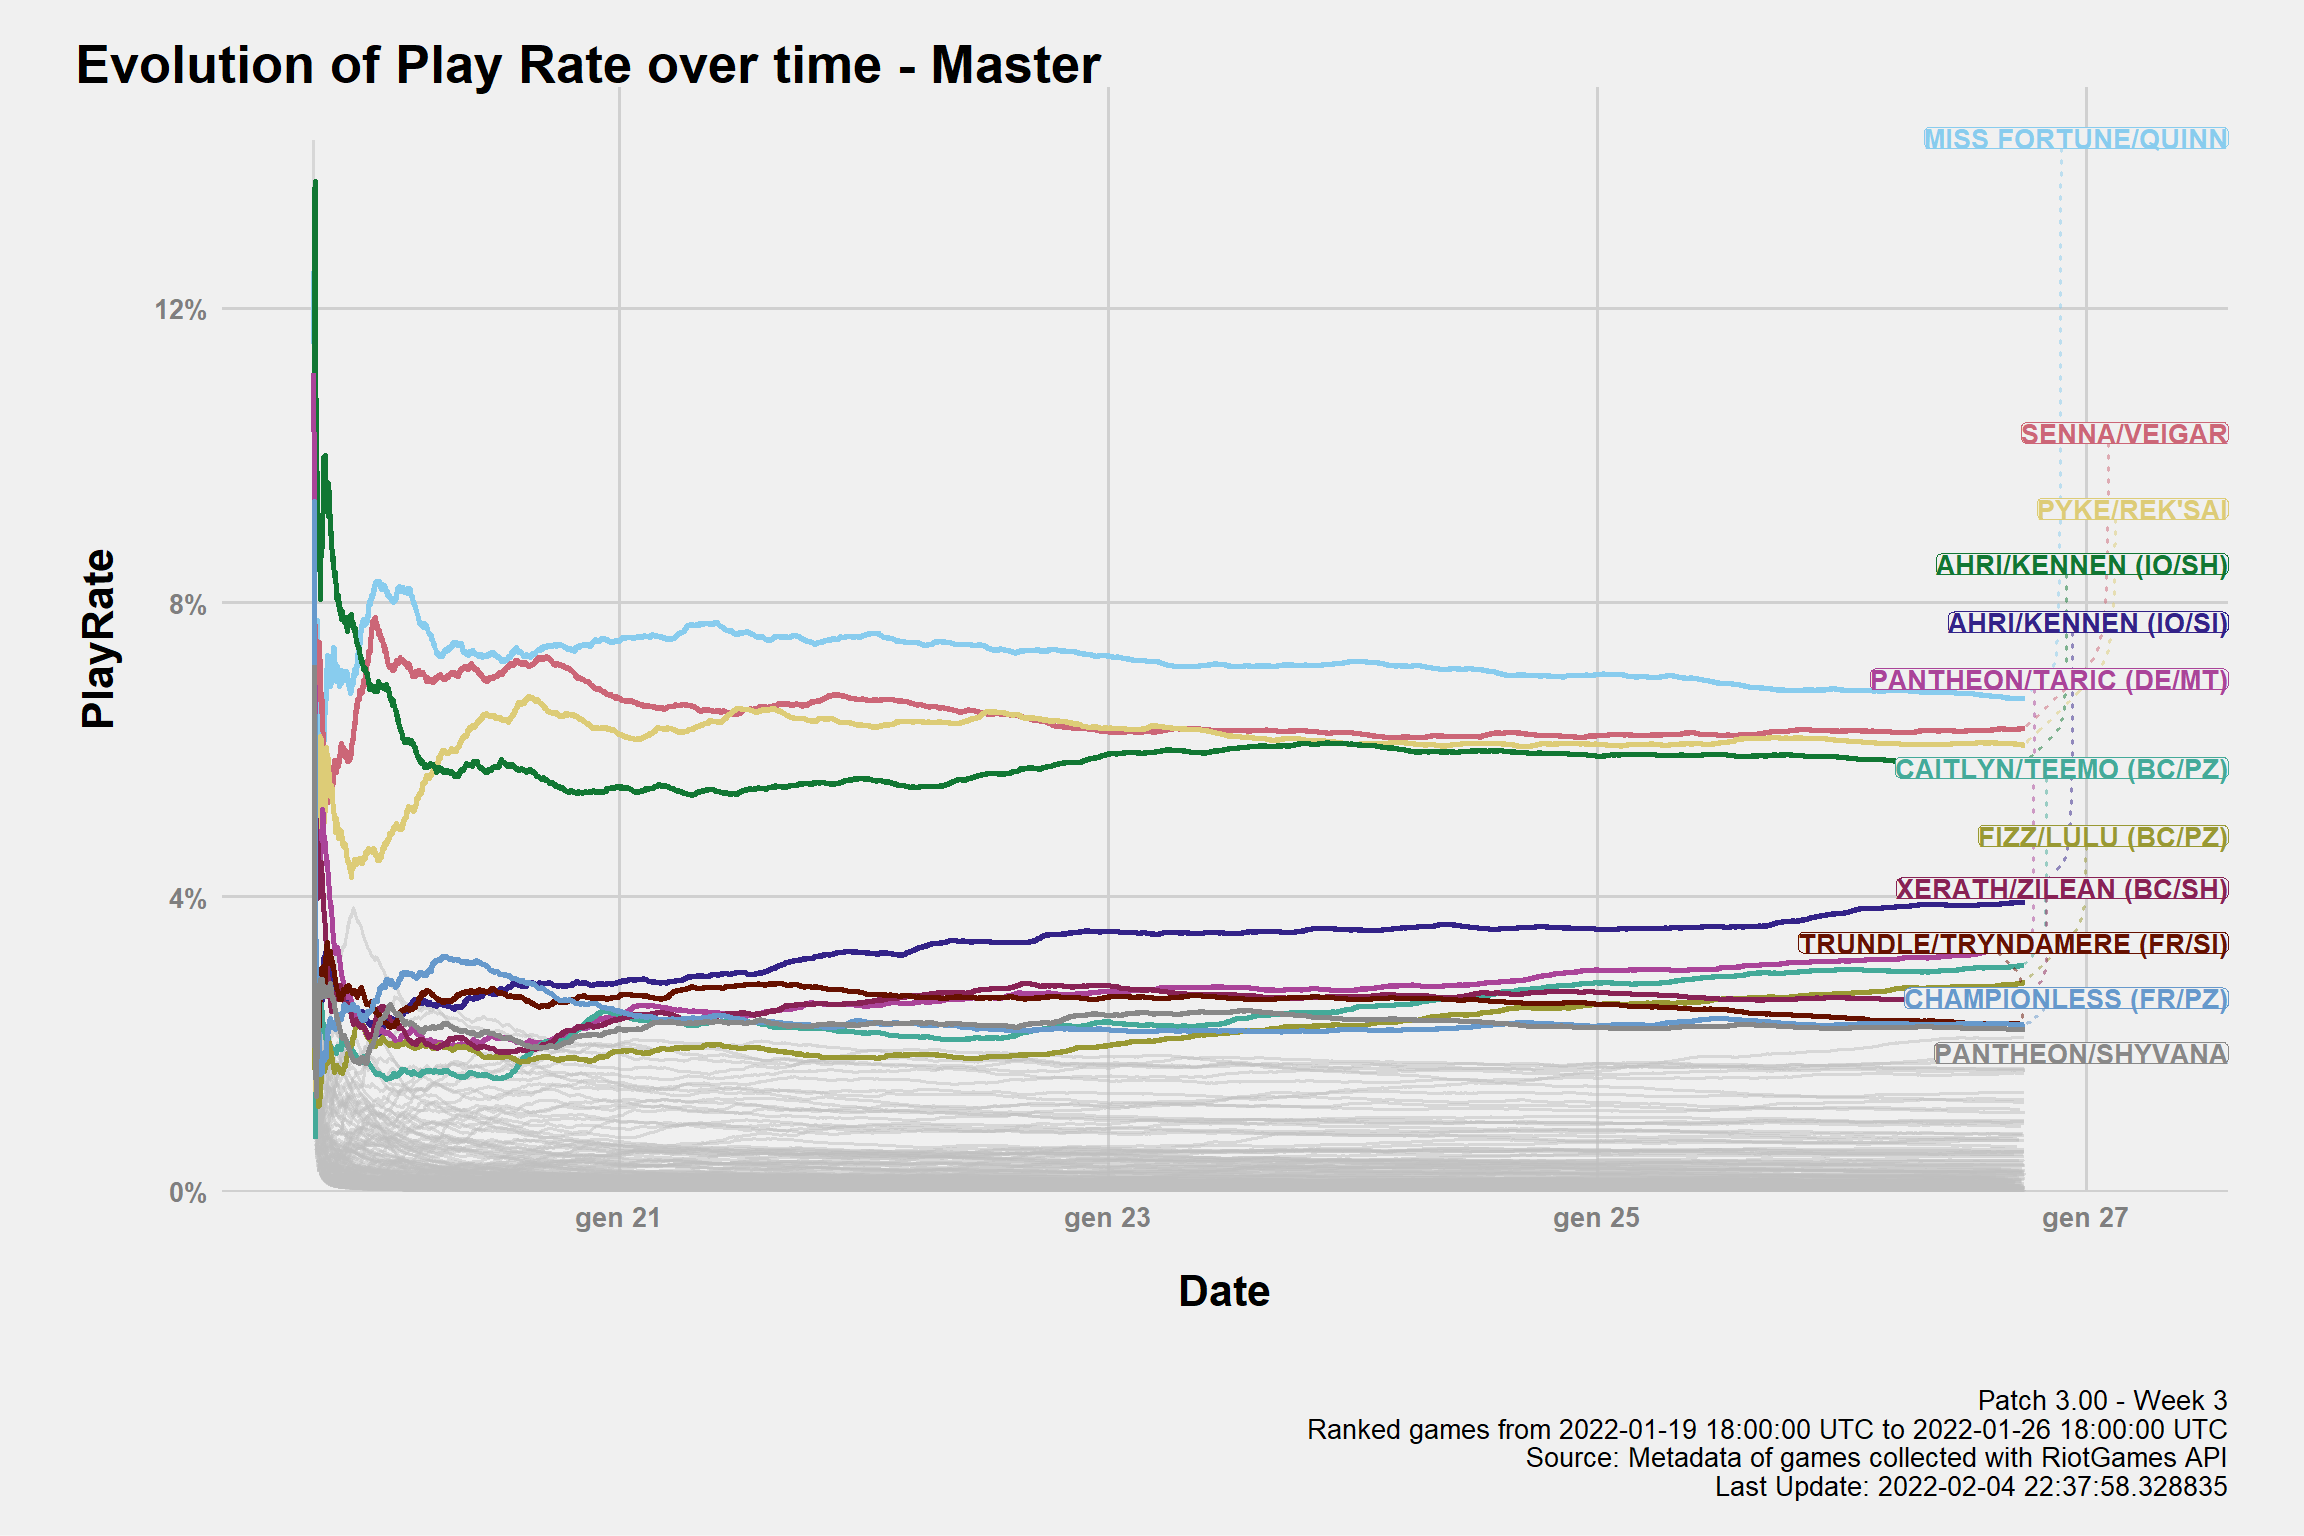 Evolution of Play Rate over time - Master
MISS FORTUNE/QUINN
SENNA/VEIGAR
PYKE/REK'SAI
AHRI/KENNEN (IO/SH)
AHRI/KENNEN (IO/SI)
PANTHEON/TARIC (DE/MT)
CAITLYN/TEEMO (BC/PZ)
FIZZ/LULU (BC/PZ)
XERATH/ZILEAN (BC/SH)
TRUNDLE/TRYNDAMERE (FR/SI)
CHAMPIONLESS (FR/PZ)
PANTHEON/SHYVANA
PlayRate
12%
8%
4%
0%
gen 21
gen 23
gen 25
gen 27
Date
Patch 3.00 - Week 3
Ranked games from 2022-01-19 18:00:00 UTC to 2022-01-26 18:00:00 UTC
Source: Metadata of games collected with RiotGames API
Last Update: 2022-02-04 22:37:58.328835